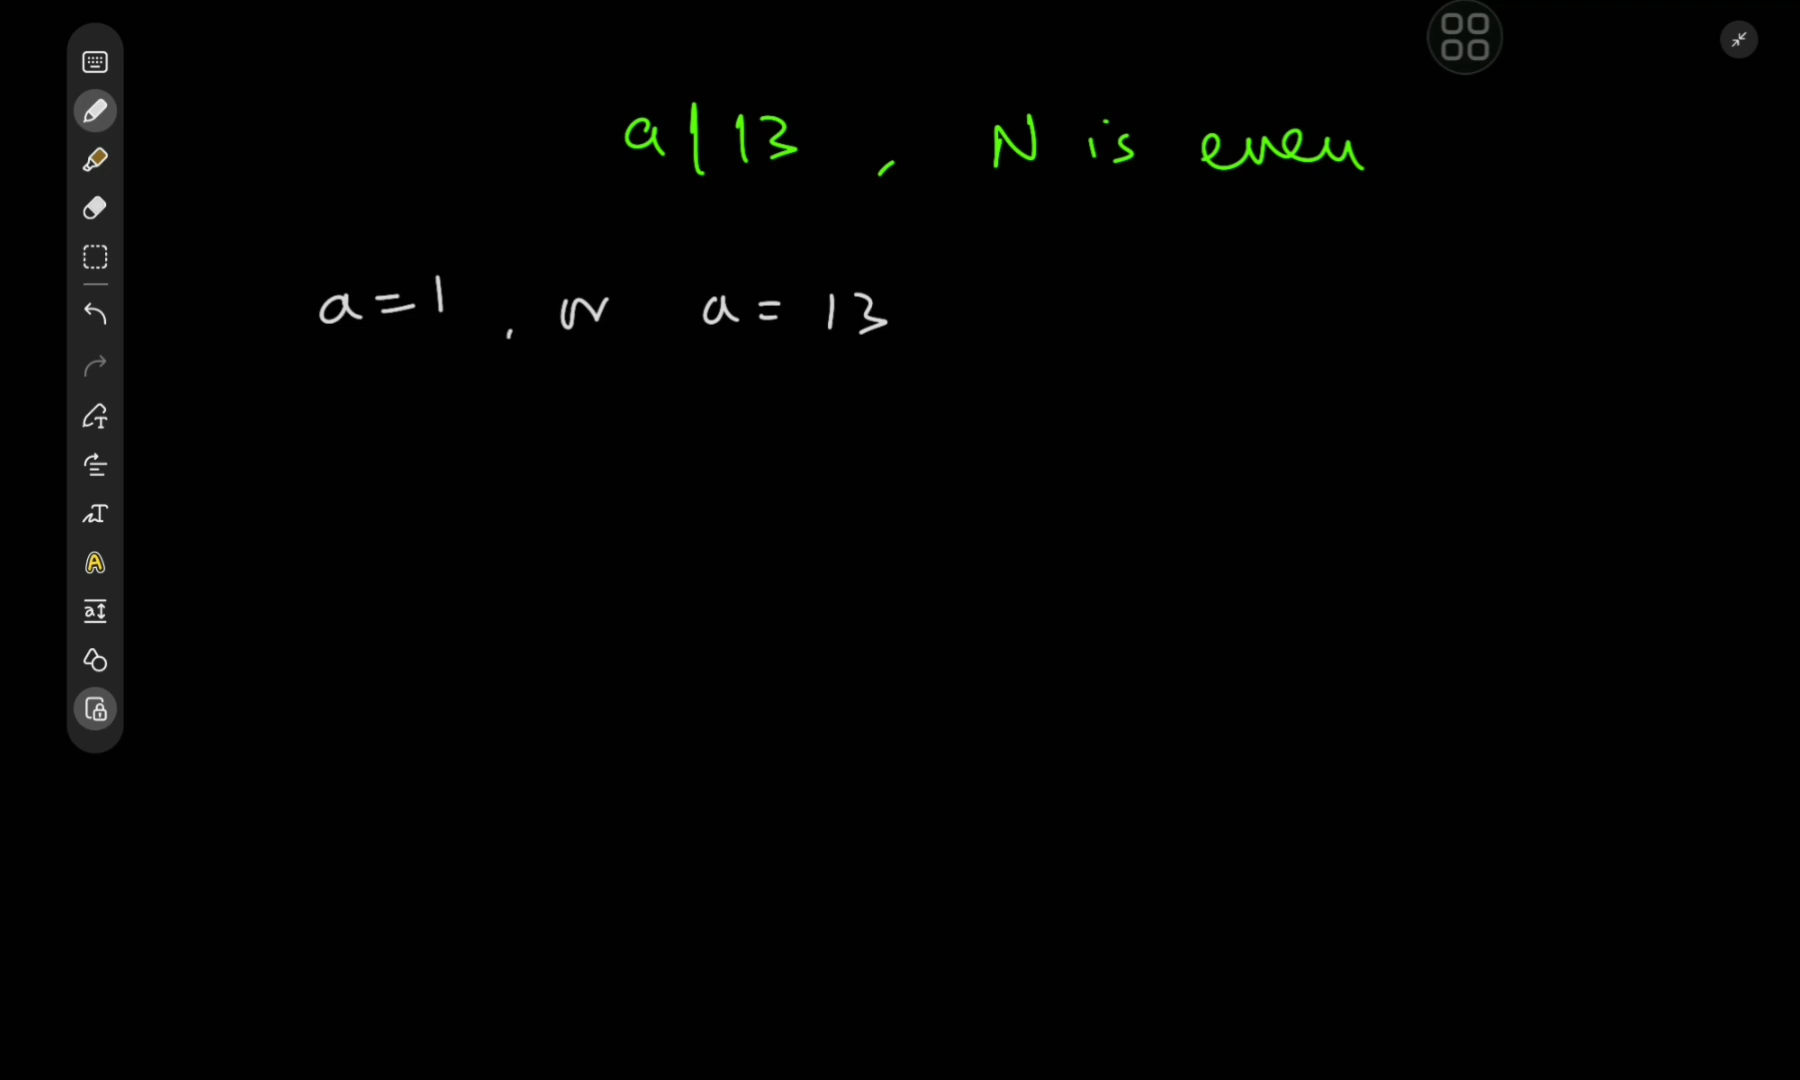 a | 13 , N is even
a = 1 , or a = 13